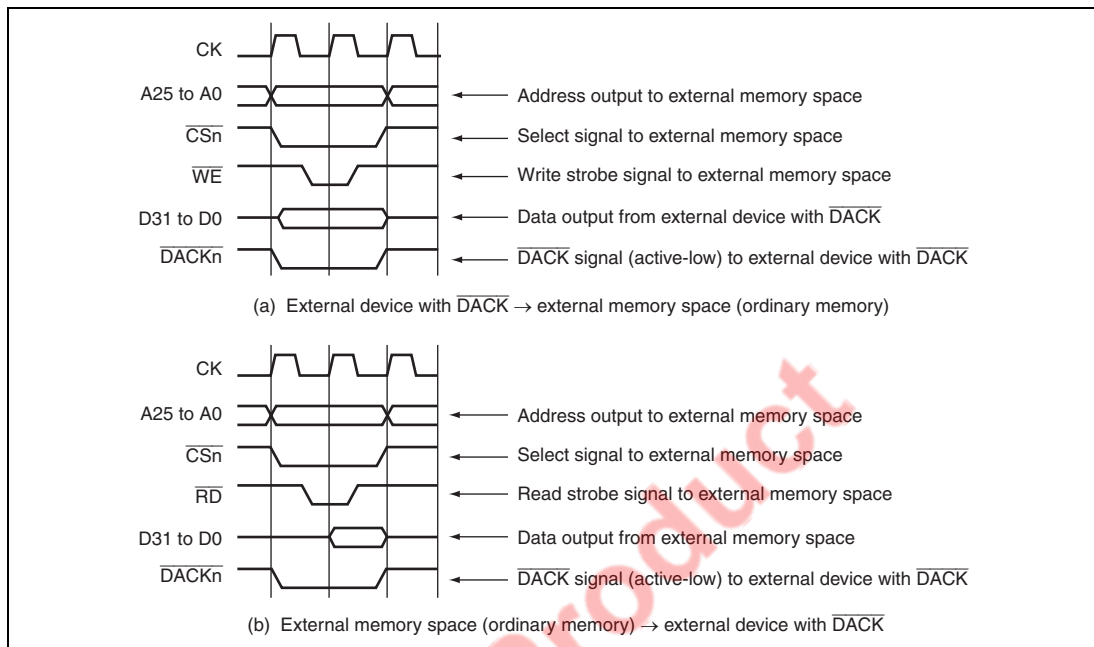 CK
A25 to A0
Address output to external memory space
CSn
Select signal to external memory space
WE
Write strobe signal to external memory space
D31 to D0
Data output from external device with DACK
DACKn
DACK signal (active-low) to external device with DACK
(a) External device with DACK → external memory space (ordinary memory)
CK
A25 to A0
Address output to external memory space
CSn
Select signal to external memory space
RD
Read strobe signal to external memory space
D31 to D0
Data output from external memory space
DACKn
DACK signal (active-low) to external device with DACK
(b) External memory space (ordinary memory) → external device with DACK
Product